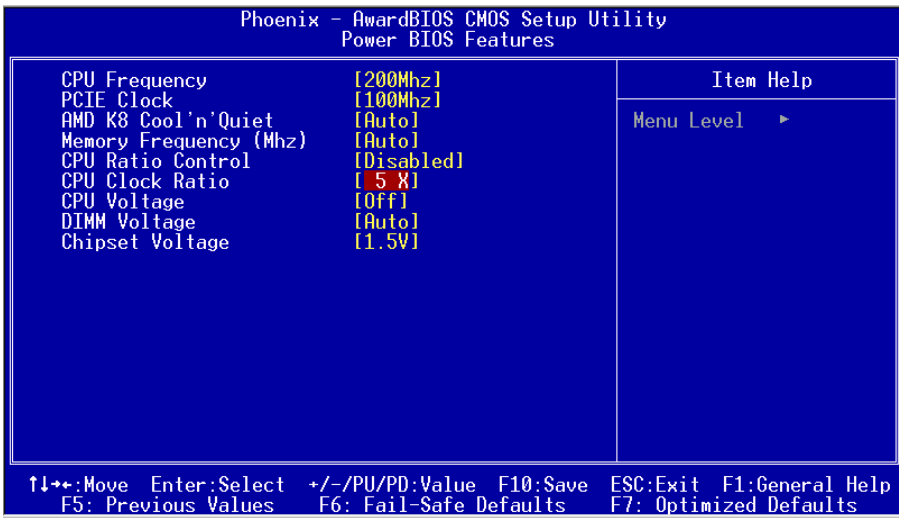 Phoenix - AwardBIOS CMOS Setup Utility
Power BIOS Features
CPU Frequency [200Mhz]
PCIE Clock [100Mhz]
AMD K8 Cool'n'Quiet [Auto]
Memory Frequency (Mhz) [Auto]
CPU Ratio Control [Disabled]
CPU Clock Ratio [ 5 X]
CPU Voltage [Off]
DIMM Voltage [Auto]
Chipset Voltage [1.5V]
Item Help
Menu Level ►
↑↓→←:Move Enter:Select +/-/PU/PD:Value F10:Save ESC:Exit F1:General Help
F5: Previous Values F6: Fail-Safe Defaults F7: Optimized Defaults